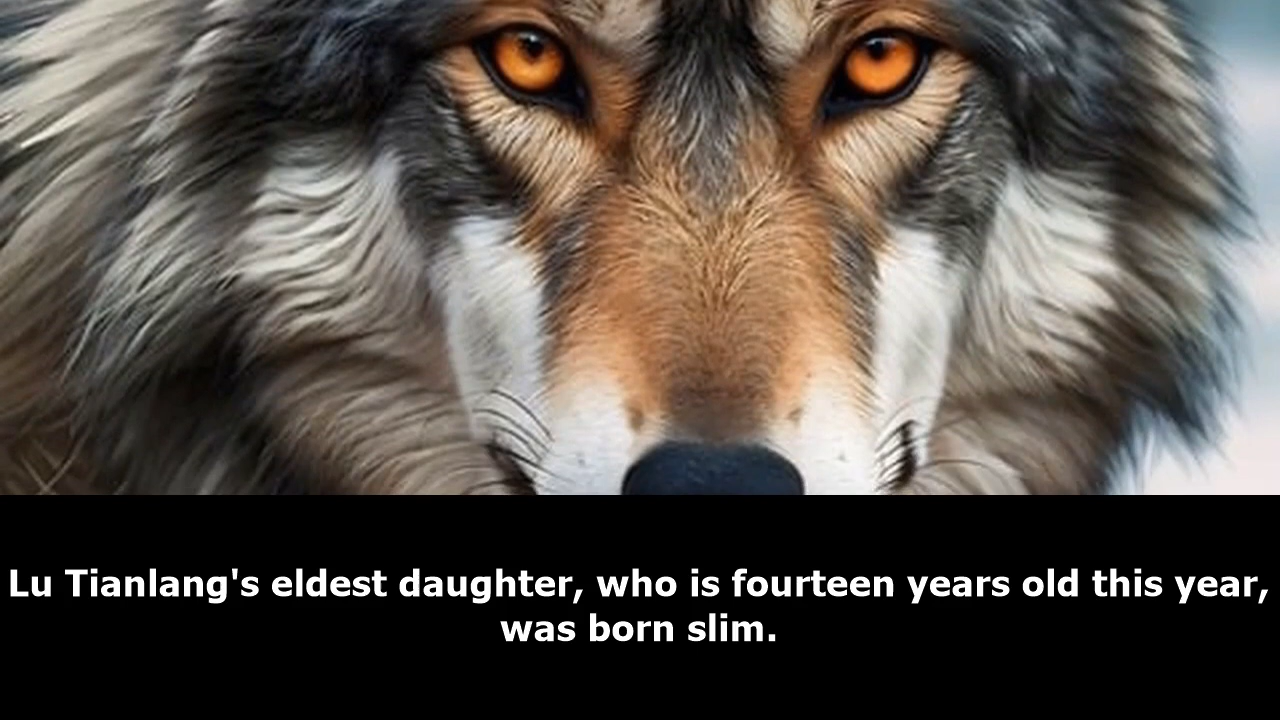 Lu Tianlang's eldest daughter, who is fourteen years old this year,
was born slim.